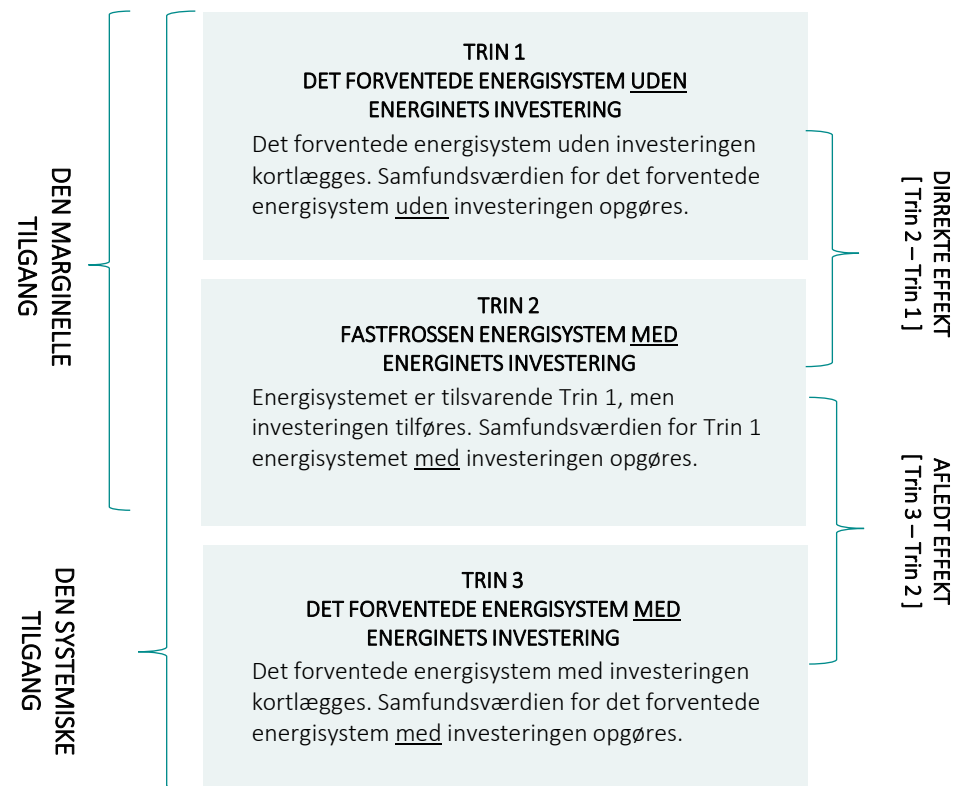 DEN MARGINELLE
TILGANG
DEN SYSTEMISKE
TILGANG
TRIN 1
DET FORVENTEDE ENERGISYSTEM UDEN
ENERGINETS INVESTERING
Det forventede energisystem uden investeringen
kortlægges. Samfundsværdien for det forventede
energisystem uden investeringen opgøres.
TRIN 2
FASTFROSSEN ENERGISYSTEM MED
ENERGINETS INVESTERING
Energisystemet er tilsvarende Trin 1, men
investeringen tilføres. Samfundsværdien for Trin 1
energisystemet med investeringen opgøres.
TRIN 3
DET FORVENTEDE ENERGISYSTEM MED
ENERGINETS INVESTERING
Det forventede energisystem med investeringen
kortlægges. Samfundsværdien for det forventede
energisystem med investeringen opgøres.
DIRREKTE EFFEKT
[ Trin 2 – Trin 1 ]
AFLEDT EFFEKT
[ Trin 3 – Trin 2 ]